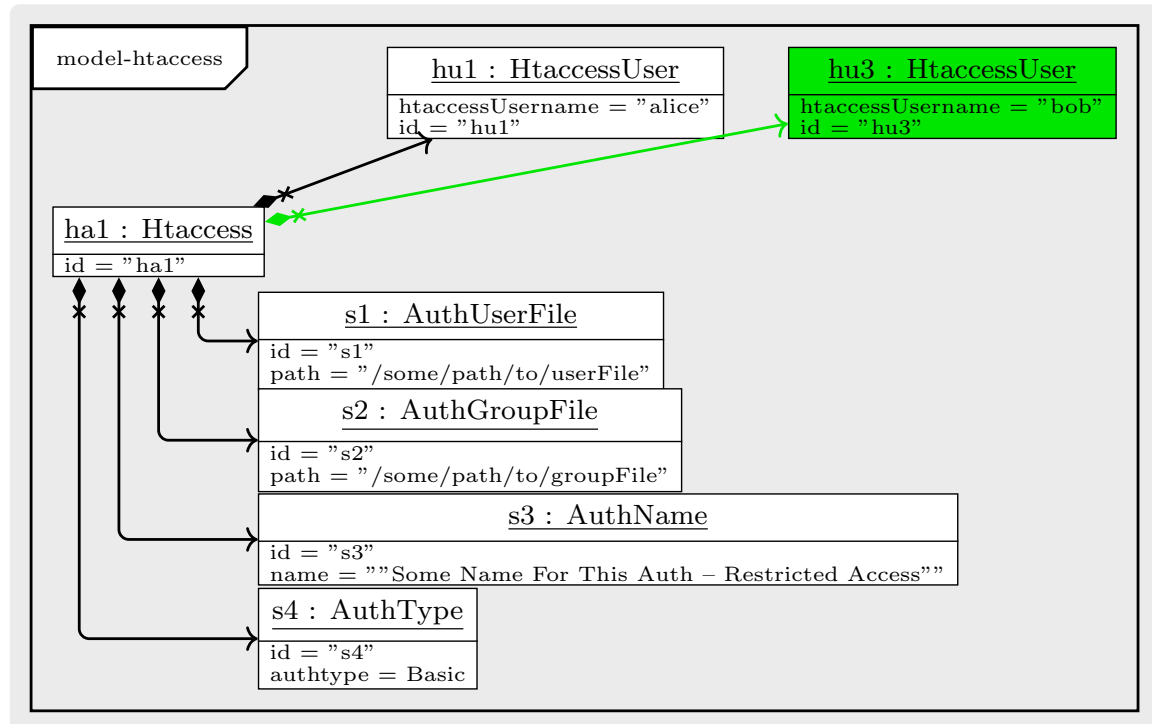 model-htaccess
hu1 : HtaccessUser
htaccessUsername = ”alice”
id = ”hu1”
hu3 : HtaccessUser
htaccessUsername = ”bob”
id = ”hu3”
ha1 : Htaccess
id = ”ha1”
s1 : AuthUserFile
id = ”s1”
path = ”/some/path/to/userFile”
s2 : AuthGroupFile
id = ”s2”
path = ”/some/path/to/groupFile”
s3 : AuthName
id = ”s3”
name = ””Some Name For This Auth – Restricted Access””
s4 : AuthType
id = ”s4”
authtype = Basic